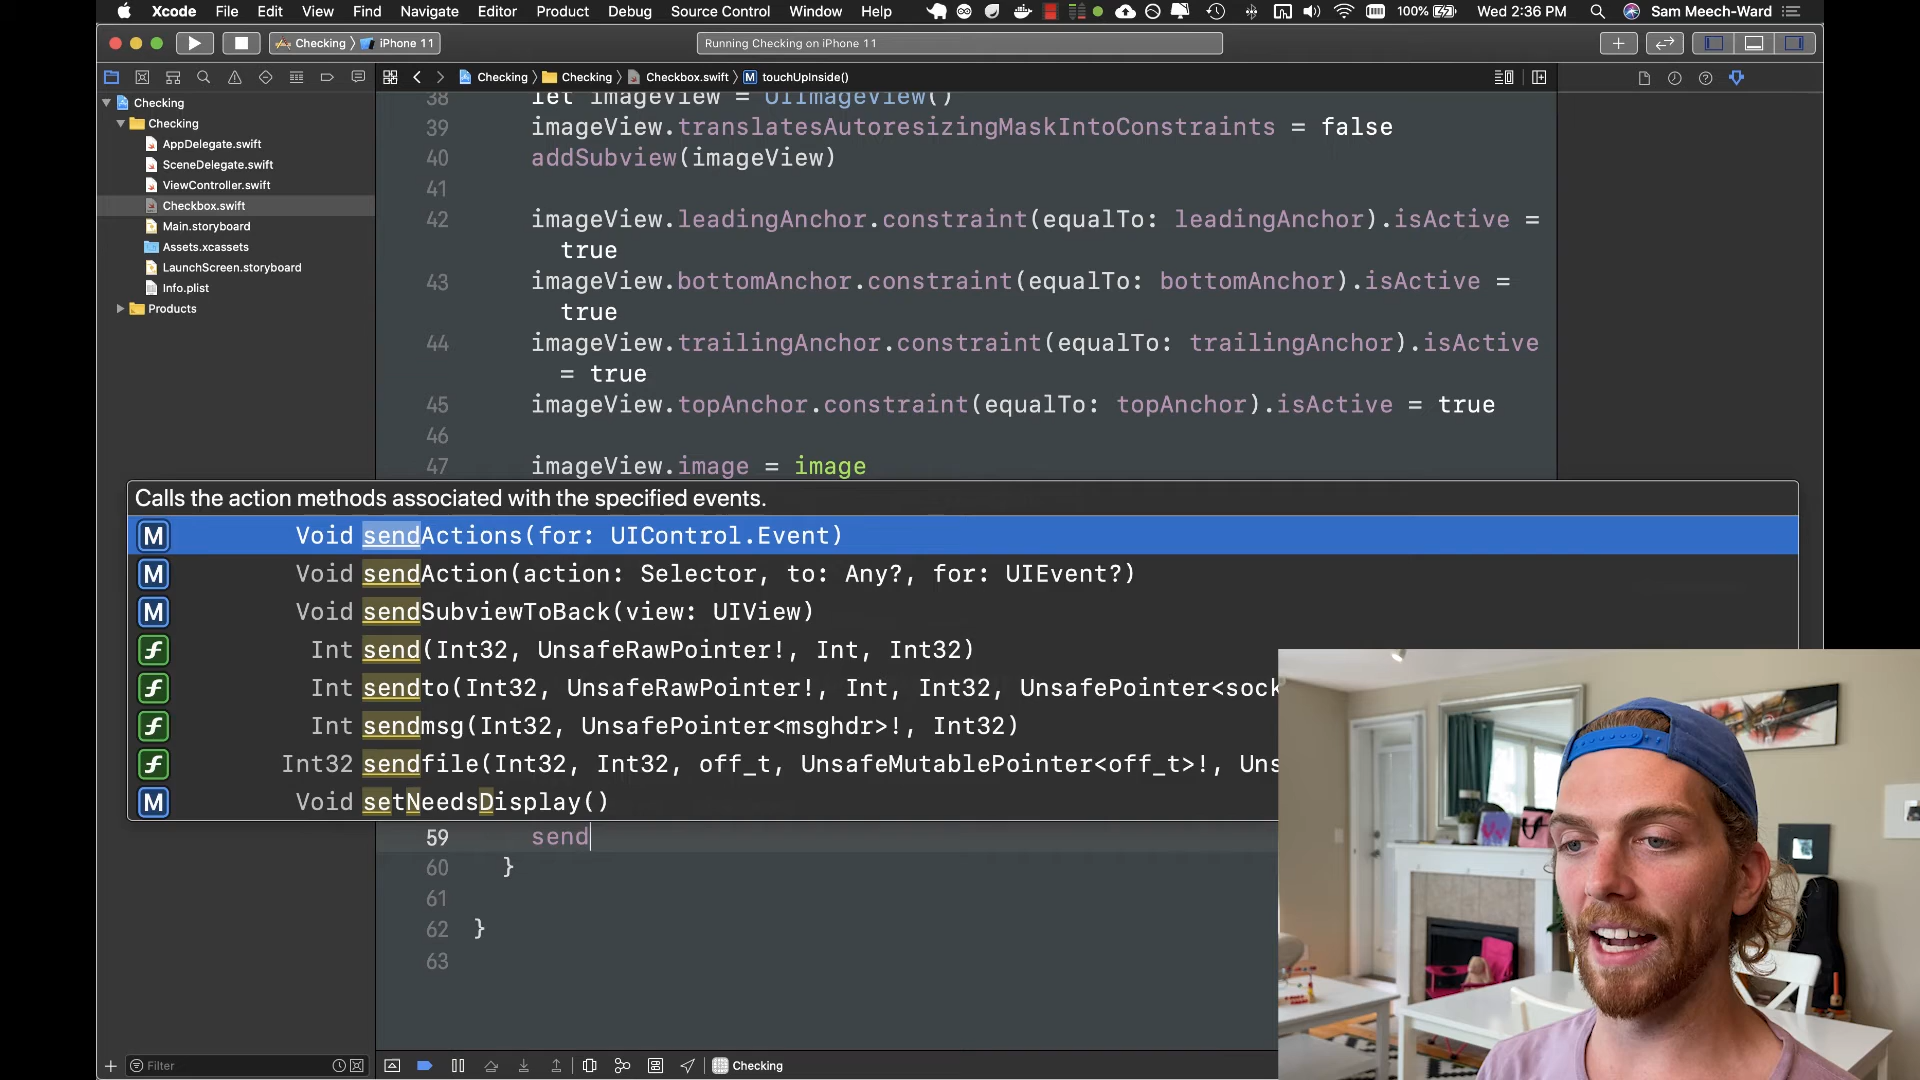 Xcode File Edit View Find Navigate Editor Product Debug Source Control Window Help 100% Wed 2:36 PM Sam Meech-Ward
Checking iPhone 11 Running Checking on iPhone 11
Checking Checking Checkbox.swift M touchUpInside()
Checking
Checking
AppDelegate.swift
SceneDelegate.swift
ViewController.swift
Checkbox.swift
Main.storyboard
Assets.xcassets
LaunchScreen.storyboard
Info.plist
Products
38 let imageView = UIImageView()
39 imageView.translatesAutoresizingMaskIntoConstraints = false
40 addSubview(imageView)
41
42 imageView.leadingAnchor.constraint(equalTo: leadingAnchor).isActive =
true
43 imageView.bottomAnchor.constraint(equalTo: bottomAnchor).isActive =
true
44 imageView.trailingAnchor.constraint(equalTo: trailingAnchor).isActive
= true
45 imageView.topAnchor.constraint(equalTo: topAnchor).isActive = true
46
47 imageView.image = image
Calls the action methods associated with the specified events.
M Void sendActions(for: UIControl.Event)
M Void sendAction(action: Selector, to: Any?, for: UIEvent?)
M Void sendSubviewToBack(view: UIView)
f Int send(Int32, UnsafeRawPointer!, Int, Int32)
f Int sendto(Int32, UnsafeRawPointer!, Int, Int32, UnsafePointer<sock
f Int sendmsg(Int32, UnsafePointer<msghdr>!, Int32)
f Int32 sendfile(Int32, Int32, off_t, UnsafeMutablePointer<off_t>!, Uns
M Void setNeedsDisplay()
59 send
60 }
61
62 }
63
Filter Checking